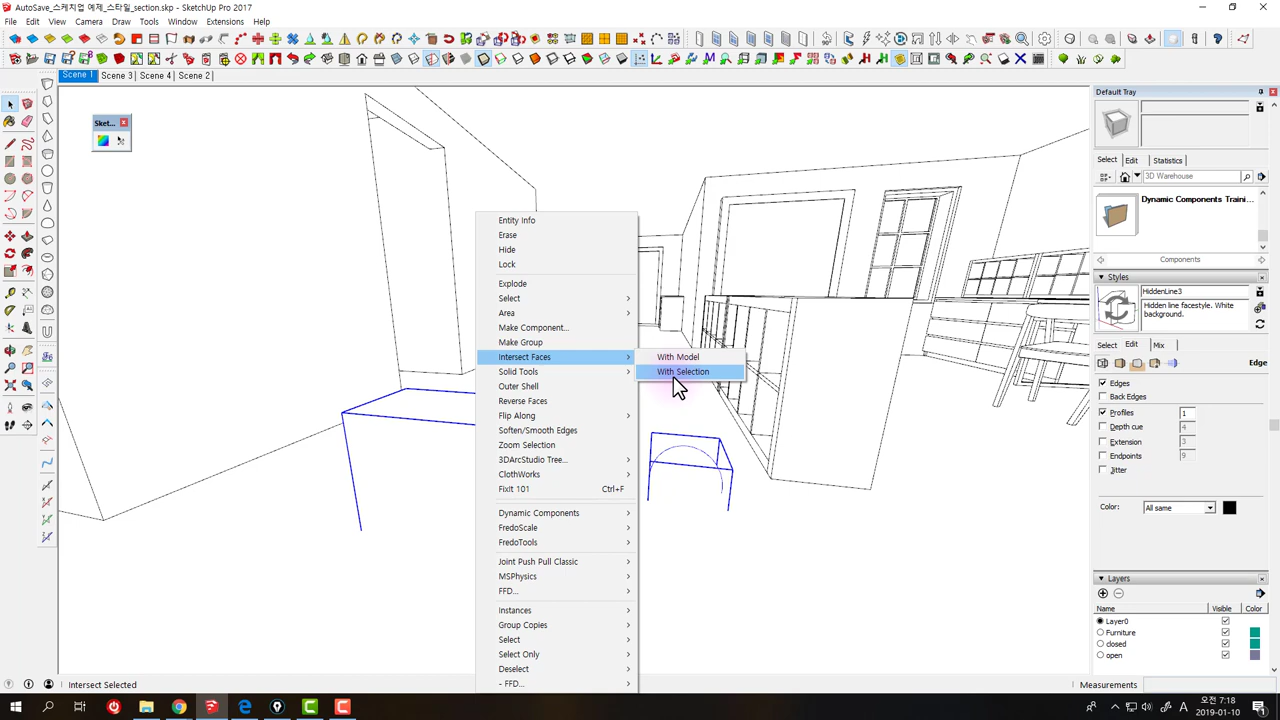 AutoSave_스케치업 예제_스타일_section.skp - SketchUp Pro 2017
File Edit View Camera Draw Tools Window Extensions Help
Scene 1 Scene 3 Scene 4 Scene 2
Sket...
Entity Info
Erase
Hide
Lock
Explode
Select
Area
Make Component...
Make Group
Intersect Faces
With Model
Solid Tools
With Selection
Outer Shell
Reverse Faces
Flip Along
Soften/Smooth Edges
Zoom Selection
3DArcStudio Tree...
ClothWorks
FixIt 101 Ctrl+F
Dynamic Components
FredoScale
FredoTools
Joint Push Pull Classic
MSPhysics
FFD...
Instances
Group Copies
Select
Select Only
Deselect
- FFD...
Default Tray
Select Edit Statistics
3D Warehouse
Dynamic Components Traini...
Components
Styles
HiddenLine3
Hidden line facestyle. White
background.
Select Edit Mix
Edges
Back Edges
Profiles 1
Depth cue 4
Extension 3
Endpoints 9
Jitter
Color: All same
Layers
Name Visible Color
Layer0
Furniture
closed
open
Intersect Selected
Measurements
오전 7:18
2019-01-10